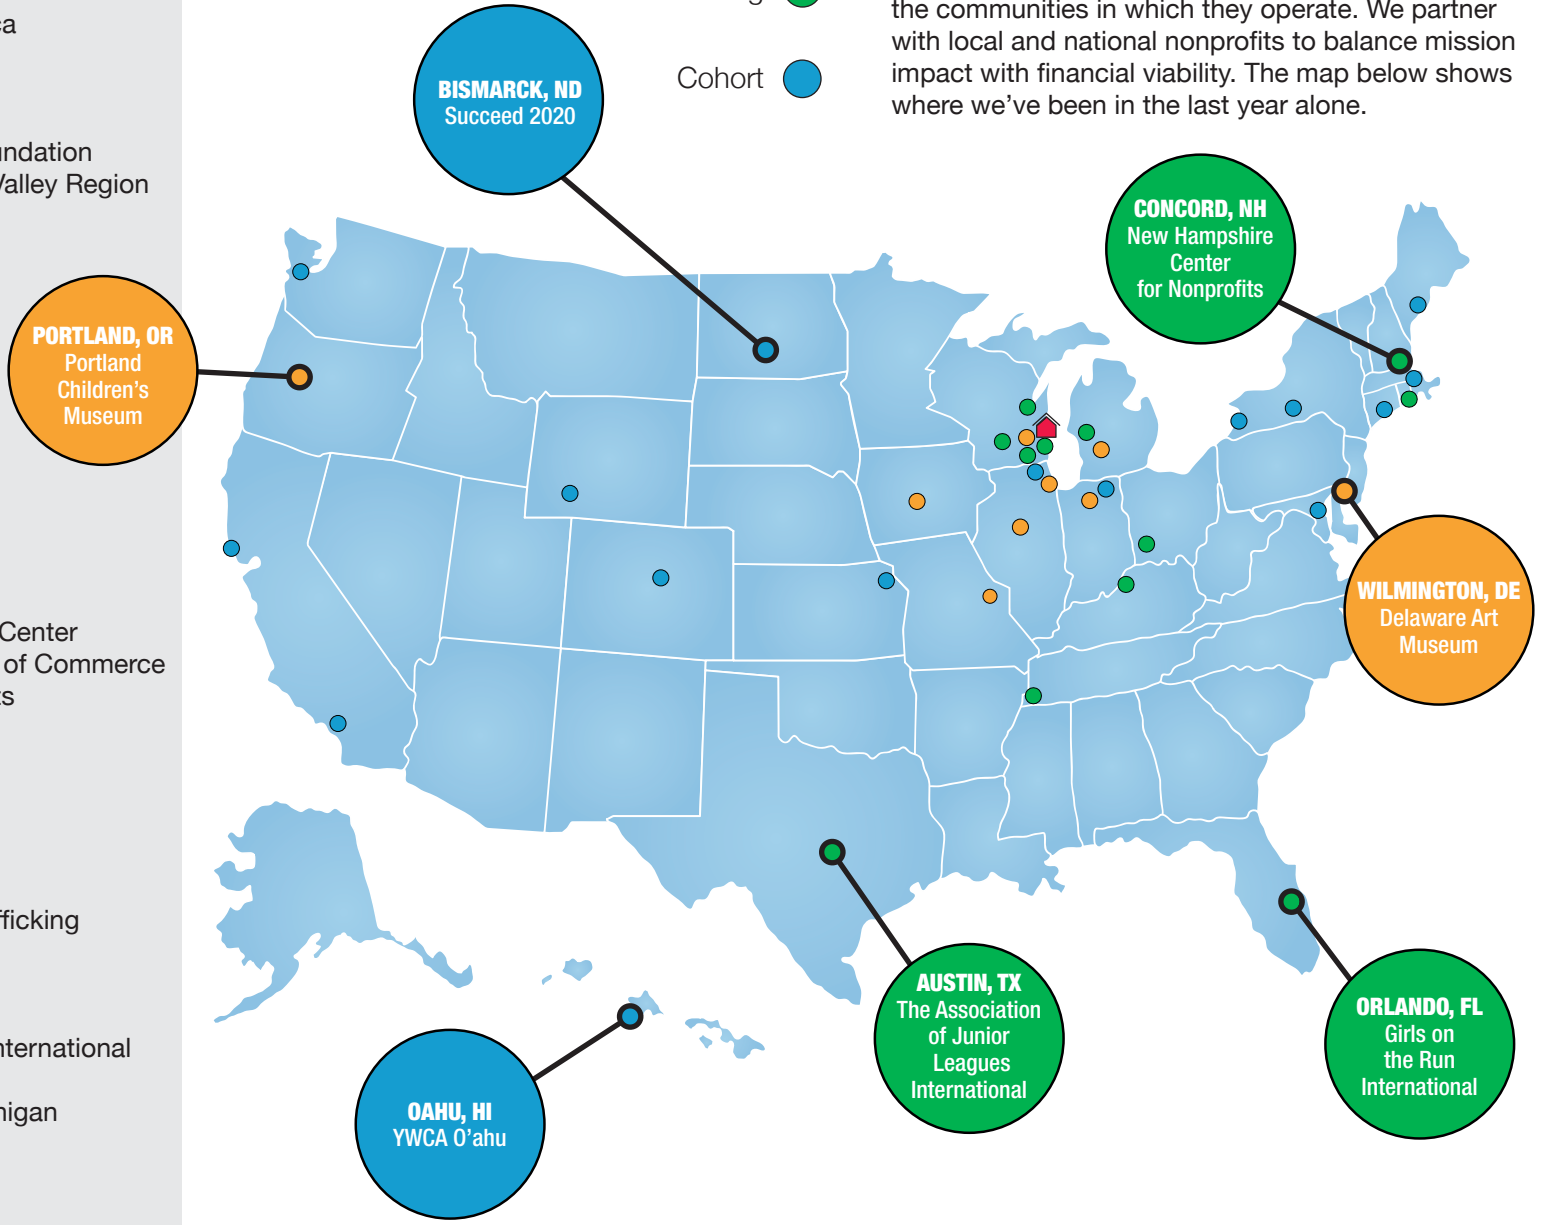 Cohort
the communities in which they operate. We partner
with local and national nonprofits to balance mission
impact with financial viability. The map below shows
where we've been in the last year alone.
Valley Region
Center
of Commerce
BISMARCK, ND
Succeed 2020
CONCORD, NH
New Hampshire
Center
for Nonprofits
PORTLAND, OR
Portland
Children's
Museum
WILMINGTON, DE
Delaware Art
Museum
AUSTIN, TX
The Association
of Junior
Leagues
International
ORLANDO, FL
Girls on
the Run
International
OAHU, HI
YWCA O'ahu